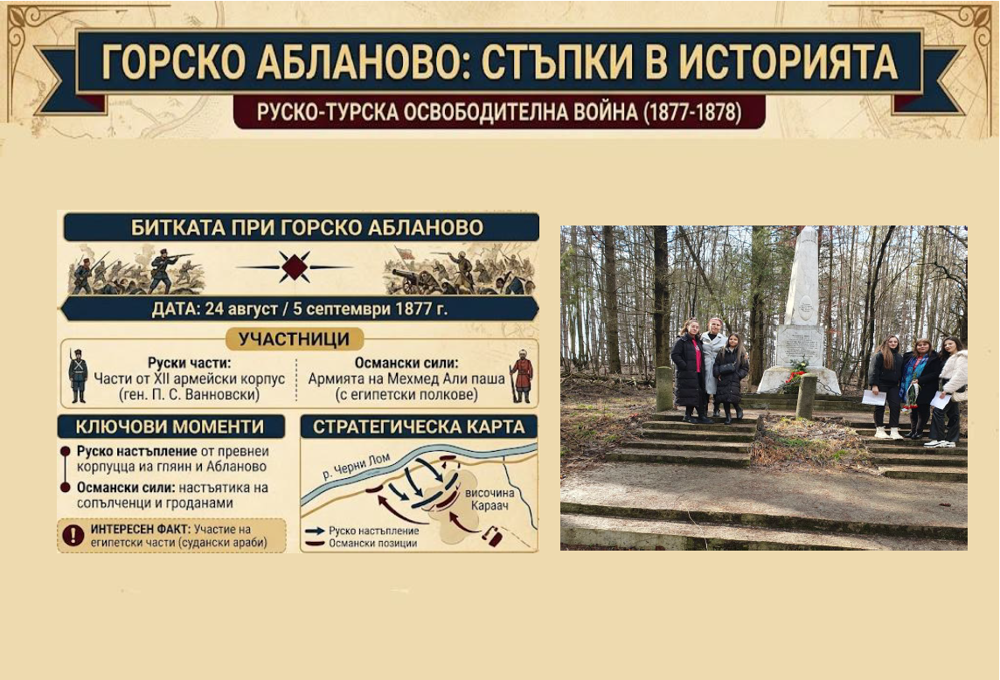 ГОРСКО АБЛАНОВО: СТЪПКИ В ИСТОРИЯТА
РУСКО-ТУРСКА ОСВОБОДИТЕЛНА ВОЙНА (1877-1878)
БИТКАТА ПРИ ГОРСКО АБЛАНОВО
ДАТА: 24 август / 5 септември 1877 г.
УЧАСТНИЦИ
Руски части:
Части от XII армейски корпус
(ген. П. С. Ванновски)
Османски сили:
Армията на Мехмед Али паша
(с египетски полкове)
КЛЮЧОВИ МОМЕНТИ
Руско настъпление от превнеи
корпуцца иа гпяин и Абланово
Османски сили: настъятика на
сопълченци и гроданами
! ИНТЕРЕСЕН ФАКТ: Участие на
египетски части (судански араби)
СТРАТЕГИЧЕСКА КАРТА
р. Черни Лом
височина
Караач
Руско настъпление
Османски позиции